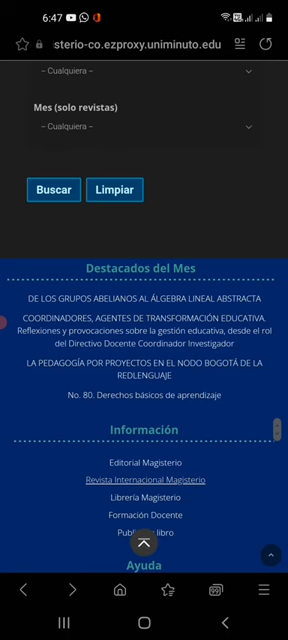 6:47
sterio-co.ezproxy.uniminuto.edu
– Cualquiera –
Mes (solo revistas)
– Cualquiera –
Buscar
Limpiar
Destacados del Mes
DE LOS GRUPOS ABELIANOS AL ÁLGEBRA LINEAL ABSTRACTA
COORDINADORES, AGENTES DE TRANSFORMACIÓN EDUCATIVA.
Reflexiones y provocaciones sobre la gestión educativa, desde el rol
del Directivo Docente Coordinador Investigador
LA PEDAGOGÍA POR PROYECTOS EN EL NODO BOGOTÁ DE LA
REDLENGUAJE
No. 80. Derechos básicos de aprendizaje
Información
Editorial Magisterio
Revista Internacional Magisterio
Librería Magisterio
Formación Docente
libro
Ayuda
99